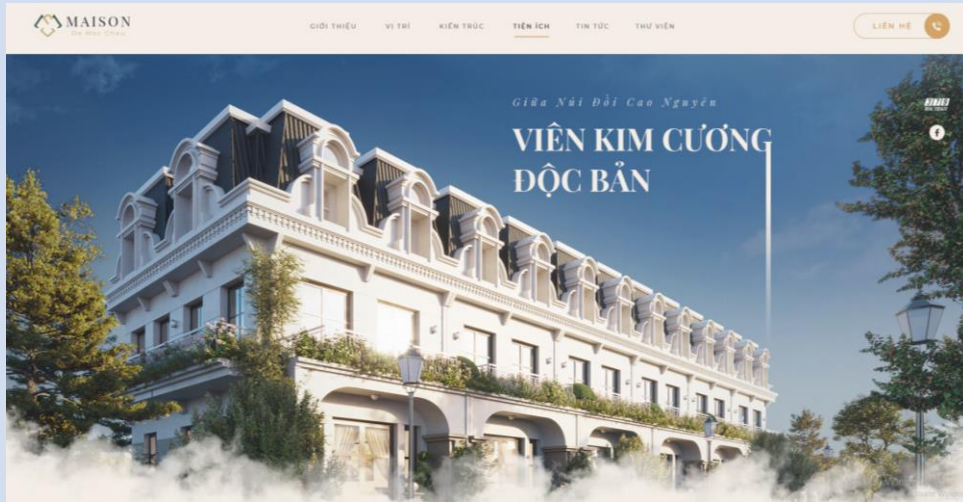 MAISON
De Moc Chau
GIỚI THIỆU
VỊ TRÍ
KIẾN TRÚC
TIỆN ÍCH
TIN TỨC
THƯ VIỆN
LIÊN HỆ
Giữa Núi Đồi Cao Nguyên
VIÊN KIM CƯƠNG
ĐỘC BẢN